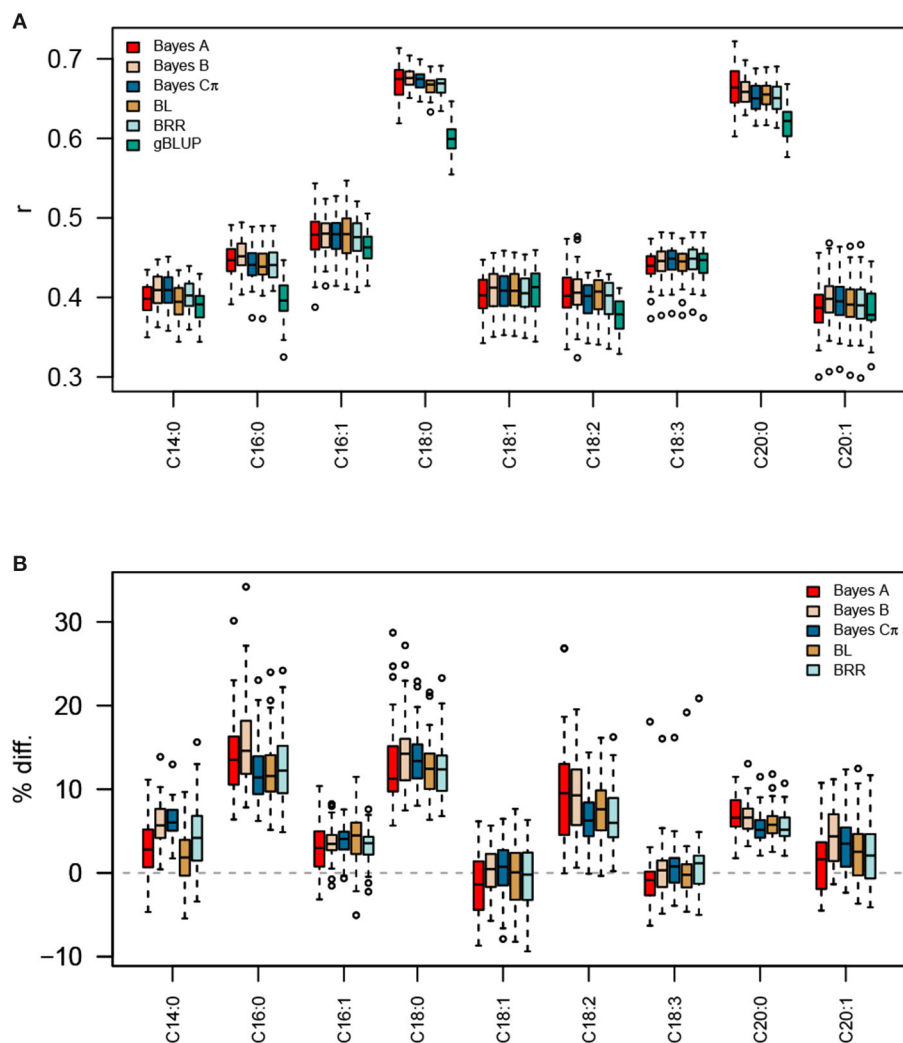 A
Bayes A
Bayes B
Bayes Cπ
BL
BRR
gBLUP
0.7
0.6
0.5
0.4
0.3
r
C14:0
C16:0
C16:1
C18:0
C18:1
C18:2
C18:3
C20:0
C20:1
B
Bayes A
Bayes B
Bayes Cπ
BL
BRR
30
20
10
0
−10
% diff.
C14:0
C16:0
C16:1
C18:0
C18:1
C18:2
C18:3
C20:0
C20:1